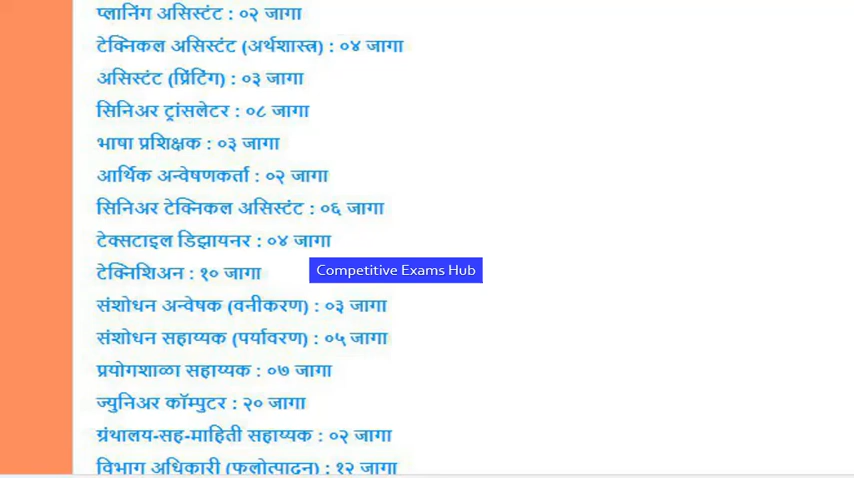 प्लानिंग असिस्टंट : ०२ जागा
टेक्निकल असिस्टंट (अर्थशास्त्र) : ०४ जागा
असिस्टंट (प्रिंटिंग) : ०३ जागा
सिनिअर ट्रांसलेटर : ०८ जागा
भाषा प्रशिक्षक : ०३ जागा
आर्थिक अन्वेषणकर्ता : ०२ जागा
सिनिअर टेक्निकल असिस्टंट : ०६ जागा
टेक्सटाइल डिझायनर : ०४ जागा
टेक्निशिअन : १० जागा
Competitive Exams Hub
संशोधन अन्वेषक (वनीकरण) : ०३ जागा
संशोधन सहाय्यक (पर्यावरण) : ०५ जागा
प्रयोगशाळा सहाय्यक : ०७ जागा
ज्युनिअर कॉम्पुटर : २० जागा
ग्रंथालय-सह-माहिती सहाय्यक : ०२ जागा
विभाग अधिकारी (फलोत्पादन) : १२ जागा